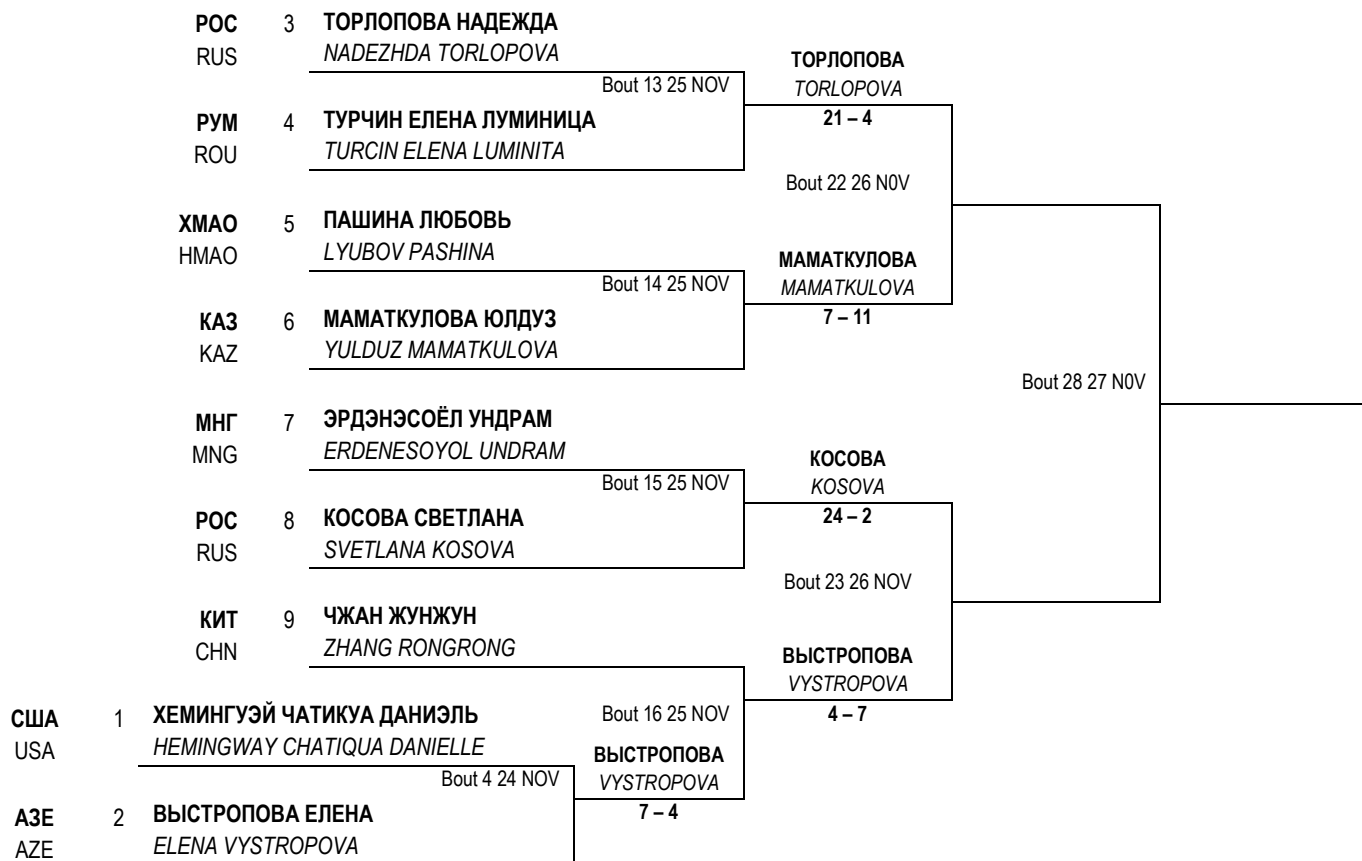 РОС 3 ТОРЛОПОВА НАДЕЖДА
RUS NADEZHDA TORLOPOVA
ТОРЛОПОВА
Bout 13 25 NOV
TORLOPOVA
РУМ 4 ТУРЧИН ЕЛЕНА ЛУМИНИЦА
21 – 4
ROU TURCIN ELENA LUMINITA
Bout 22 26 N0V
ХМАО 5 ПАШИНА ЛЮБОВЬ
HMAO LYUBOV PASHINA
МАМАТКУЛОВА
Bout 14 25 NOV
MAMATKULOVA
КАЗ 6 МАМАТКУЛОВА ЮЛДУЗ
7 – 11
KAZ YULDUZ MAMATKULOVA
Bout 28 27 N0V
МНГ 7 ЭРДЭНЭСОЁЛ УНДРАМ
MNG ERDENESOYOL UNDRAM
КОСОВА
Bout 15 25 NOV
KOSOVA
РОС 8 КОСОВА СВЕТЛАНА
24 – 2
RUS SVETLANA KOSOVA
Bout 23 26 NOV
КИТ 9 ЧЖАН ЖУНЖУН
CHN ZHANG RONGRONG
ВЫСТРОПОВА
VYSTROPOVA
США 1 ХЕМИНГУЭЙ ЧАТИКУА ДАНИЭЛЬ
Bout 16 25 NOV
4 – 7
USA HEMINGWAY CHATIQUA DANIELLE
ВЫСТРОПОВА
Bout 4 24 NOV
VYSTROPOVA
АЗЕ 2 ВЫСТРОПОВА ЕЛЕНА
7 – 4
AZE ELENA VYSTROPOVA